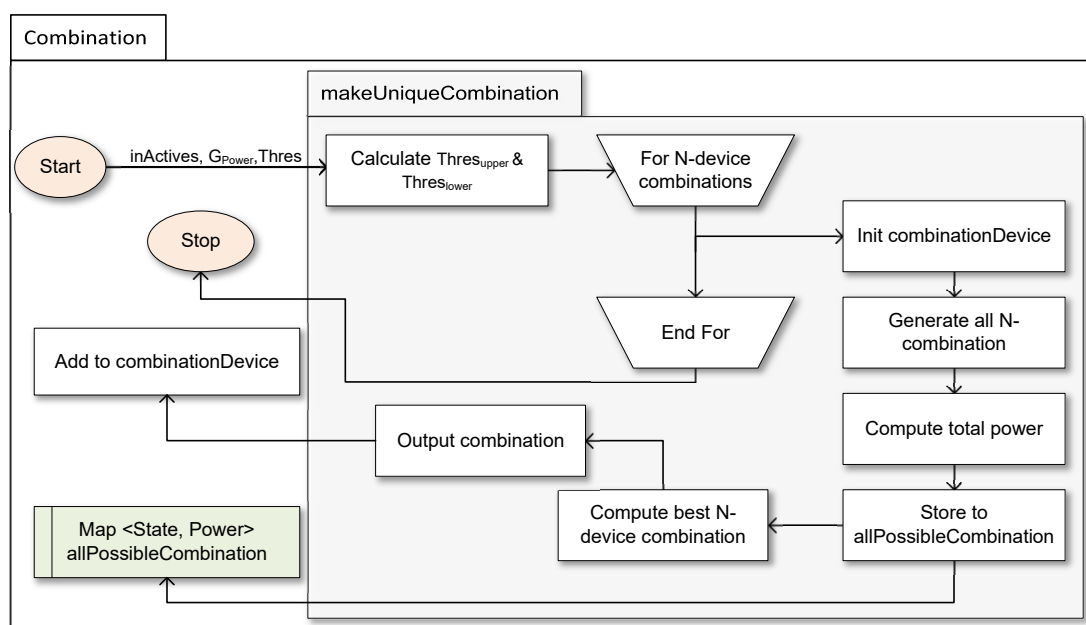 Combination
makeUniqueCombination
Start
inActives, GPower,Thres
Calculate Thresupper &
Threslower
For N-device
combinations
Stop
Init combinationDevice
End For
Generate all N-
combination
Add to combinationDevice
Output combination
Compute total power
Map <State, Power>
allPossibleCombination
Compute best N-
device combination
Store to
allPossibleCombination